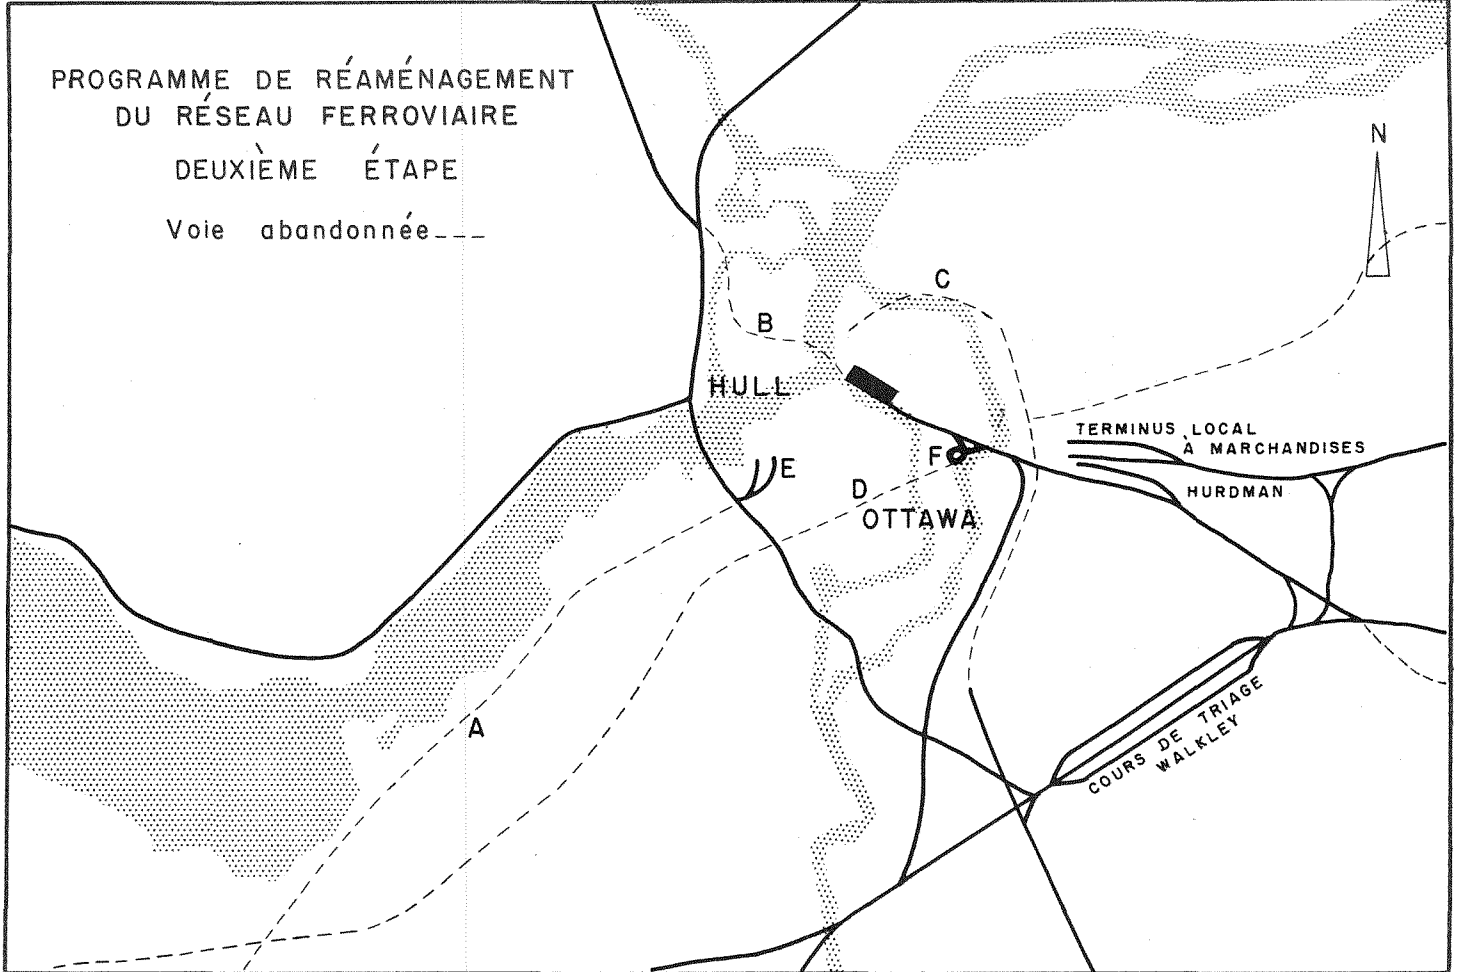 PROGRAMME DE RÉAMÉNAGEMENT
DU RÉSEAU FERROVIAIRE
DEUXIÈME ÉTAPE
Voie abandonnée___
N
C
B
HULL
TERMINUS LOCAL
À MARCHANDISES
F
E
D
HURDMAN
OTTAWA
A
COURS DE TRIAGE
WALKLEY